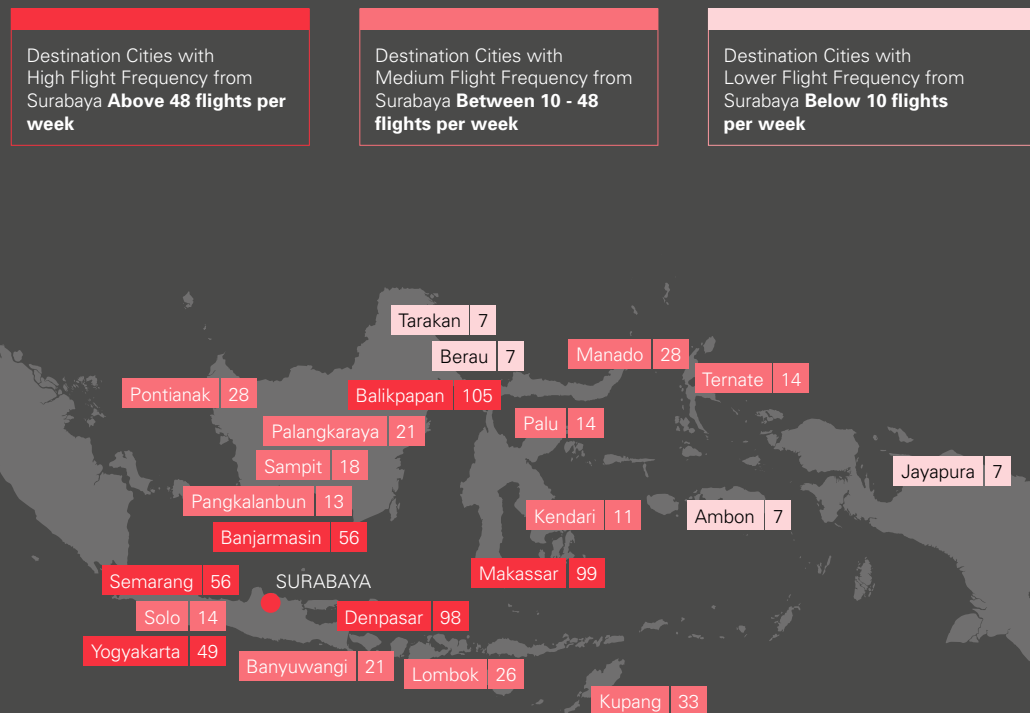 Destination Cities with
High Flight Frequency from
Surabaya Above 48 flights per
week
Destination Cities with
Medium Flight Frequency from
Surabaya Between 10 - 48
flights per week
Destination Cities with
Lower Flight Frequency from
Surabaya Below 10 flights
per week
Tarakan 7
Berau 7
Manado 28
Ternate 14
Pontianak 28
Balikpapan 105
Palu 14
Palangkaraya 21
Sampit 18
Jayapura 7
Pangkalanbun 13
Kendari 11
Ambon 7
Banjarmasin 56
Makassar 99
Semarang 56
SURABAYA
Solo 14
Denpasar 98
Yogyakarta 49
Banyuwangi 21
Lombok 26
Kupang 33